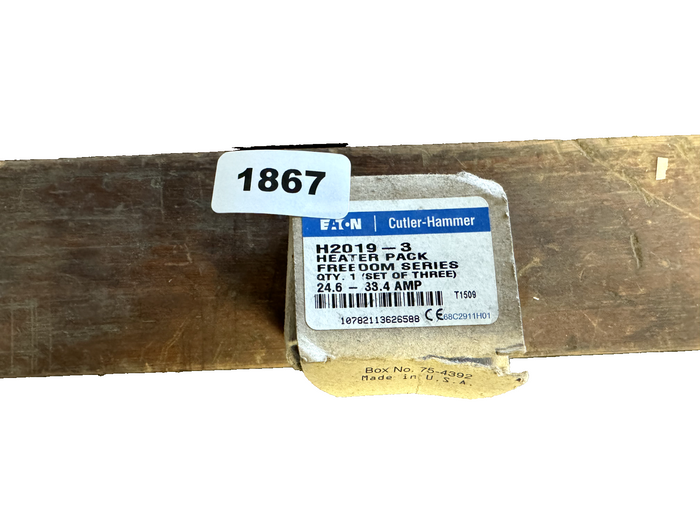 1867
EATON | Cutler-Hammer
H2019-3
HEATER PACK
FREEDOM SERIES
QTY. 1 (SET OF THREE)
24.6 - 33.4 AMP
T1509
10782113626588 CE 68C2911H01
Box No. 75-4392
Made in U.S.A.